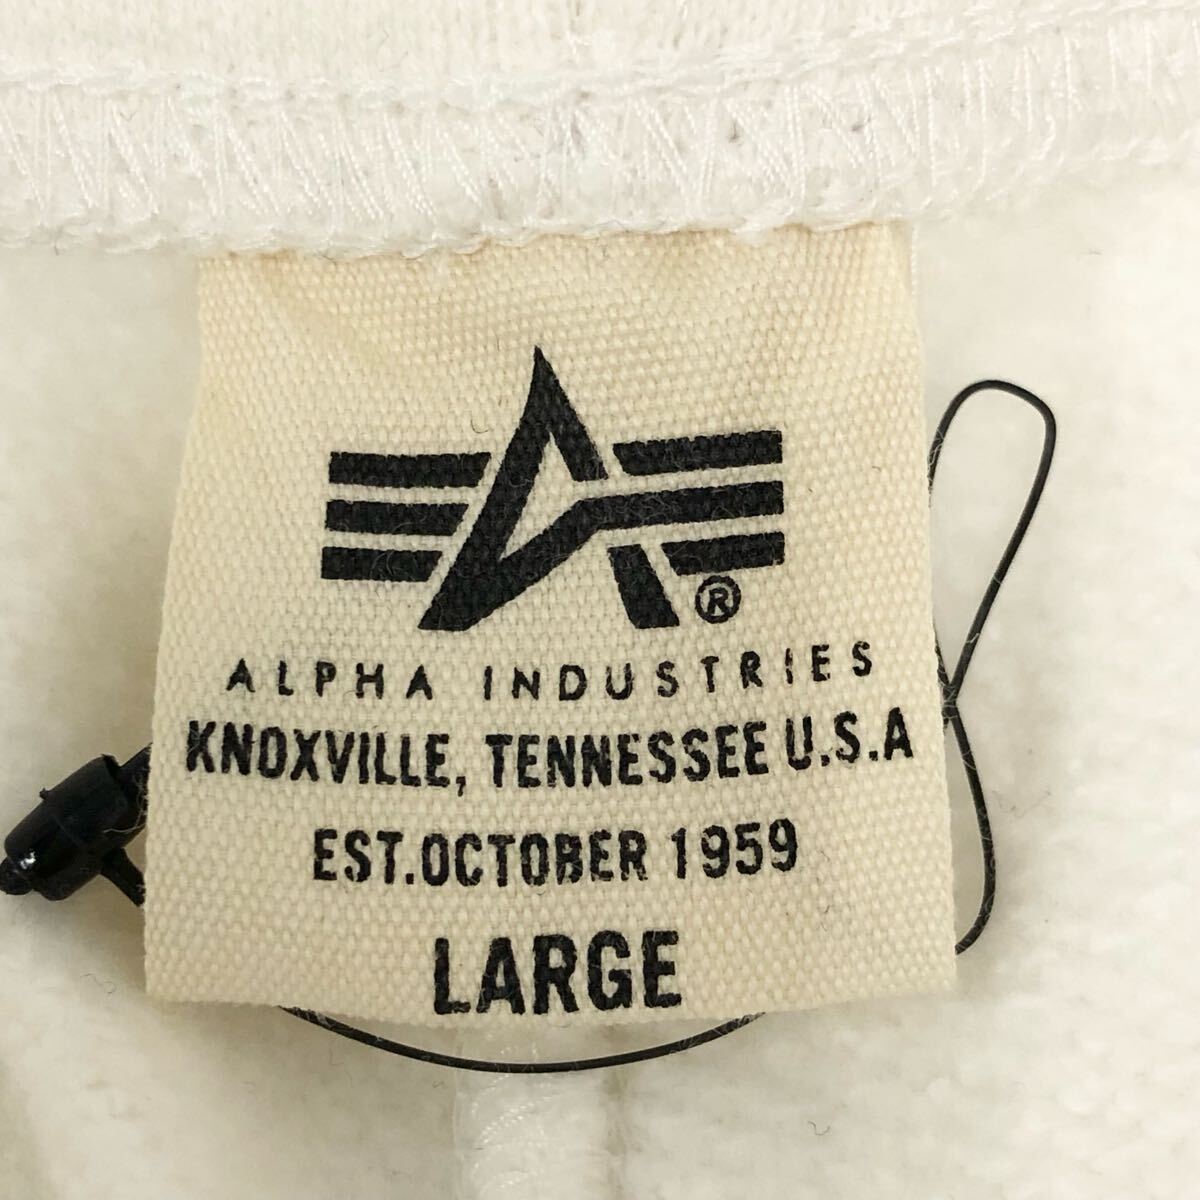 ®
ALPHA INDUSTRIES
KNOXVILLE, TENNESSEE U.S.A
EST.OCTOBER 1959
LARGE